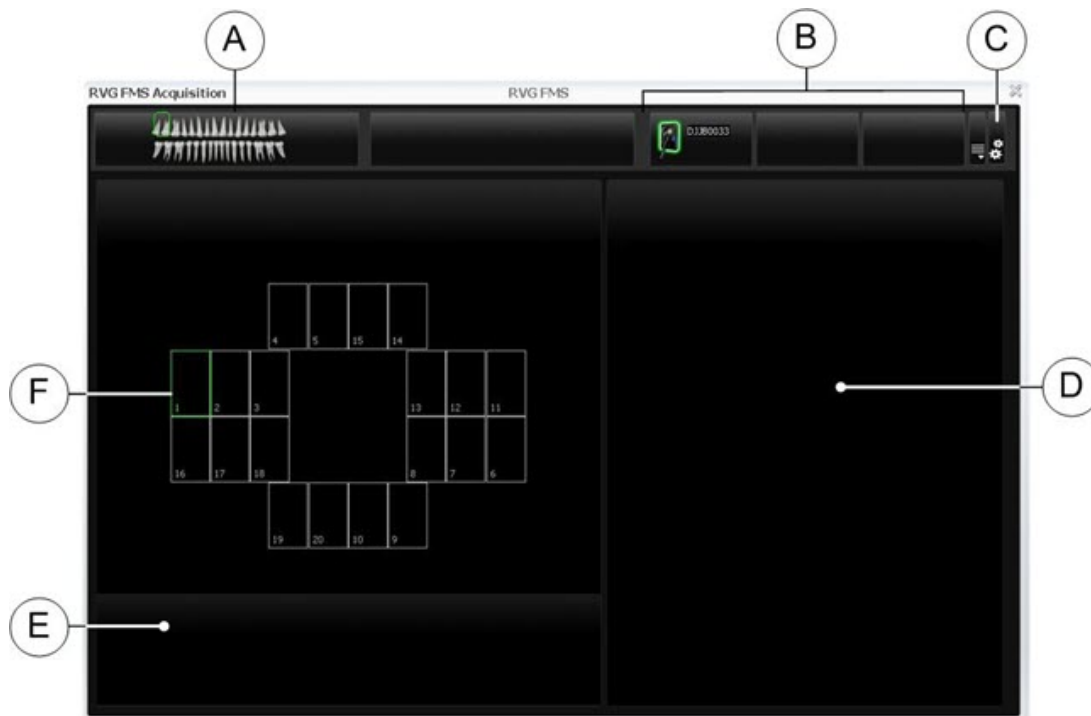 A
B
C
RVG FMS Acquisition
RVG FMS
DJJB0033
4 5 15 14
F
D
1 2 3 13 12 11
16 17 18 8 7 6
19 20 10 9
E